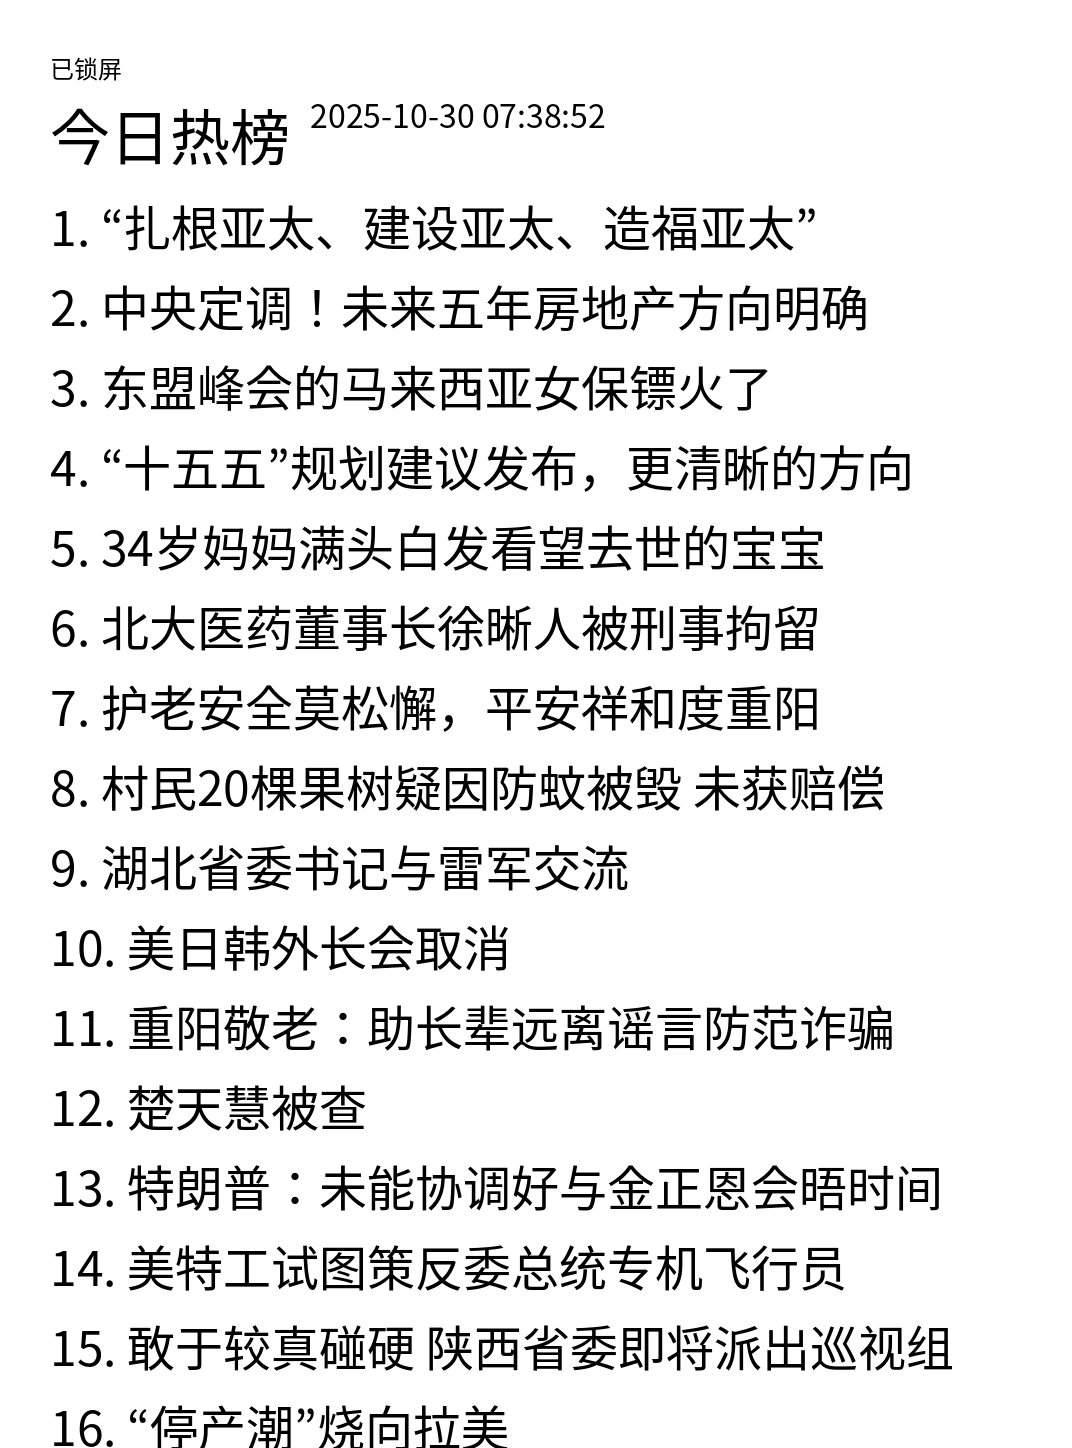 已锁屏
今日热榜 2025-10-30 07:38:52
1. “扎根亚太、建设亚太、造福亚太”
2. 中央定调！未来五年房地产方向明确
3. 东盟峰会的马来西亚女保镖火了
4. “十五五”规划建议发布，更清晰的方向
5. 34岁妈妈满头白发看望去世的宝宝
6. 北大医药董事长徐晰人被刑事拘留
7. 护老安全莫松懈，平安祥和度重阳
8. 村民20棵果树疑因防蚊被毁 未获赔偿
9. 湖北省委书记与雷军交流
10. 美日韩外长会取消
11. 重阳敬老：助长辈远离谣言防范诈骗
12. 楚天慧被查
13. 特朗普：未能协调好与金正恩会晤时间
14. 美特工试图策反委总统专机飞行员
15. 敢于较真碰硬 陕西省委即将派出巡视组
16. “停产潮”烧向拉美